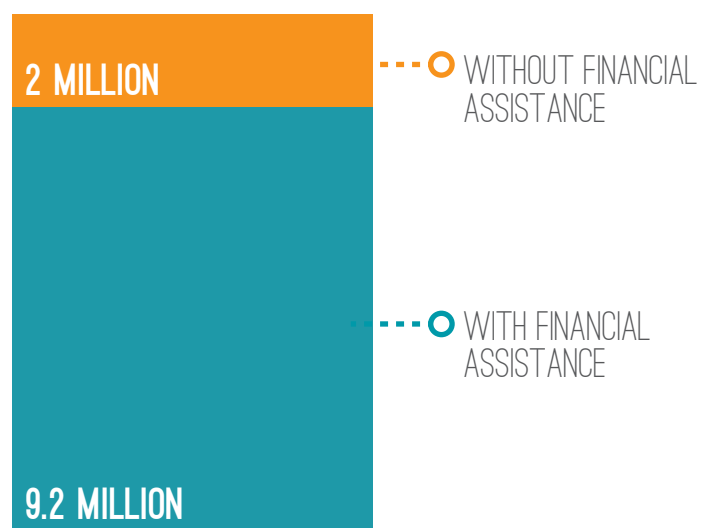 2 MILLION
WITHOUT FINANCIAL
ASSISTANCE
WITH FINANCIAL
ASSISTANCE
9.2 MILLION